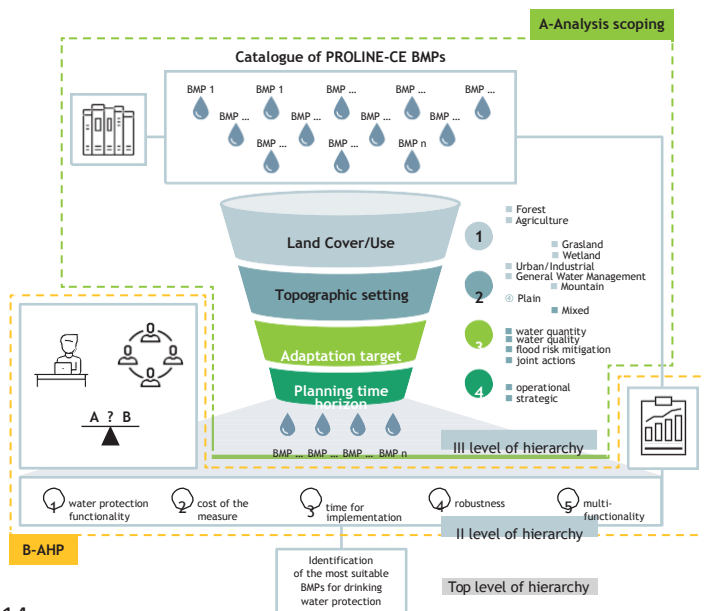 A-Analysis scoping
Catalogue of PROLINE-CE BMPs
BMP 1 BMP 1 BMP ... BMP ... BMP ...
BMP ... BMP ... BMP ... BMP ...
BMP ... BMP ... BMP n
Land Cover/Use
1
Forest
Agriculture
Grasland
Wetland
Urban/Industrial
General Water Management
Topographic setting
2
Mountain
Plain
Mixed
Adaptation target
3
water quantity
water quality
flood risk mitigation
joint actions
Planning time
horizon
4
operational
strategic
A ? B
BMP ... BMP ... BMP ... BMP n
III level of hierarchy
1 water protection
functionality
2 cost of the
measure
3 time for
implementation
4 robustness
5 multi-
functionality
II level of hierarchy
B-AHP
Identification
of the most suitable
BMPs for drinking
water protection
Top level of hierarchy